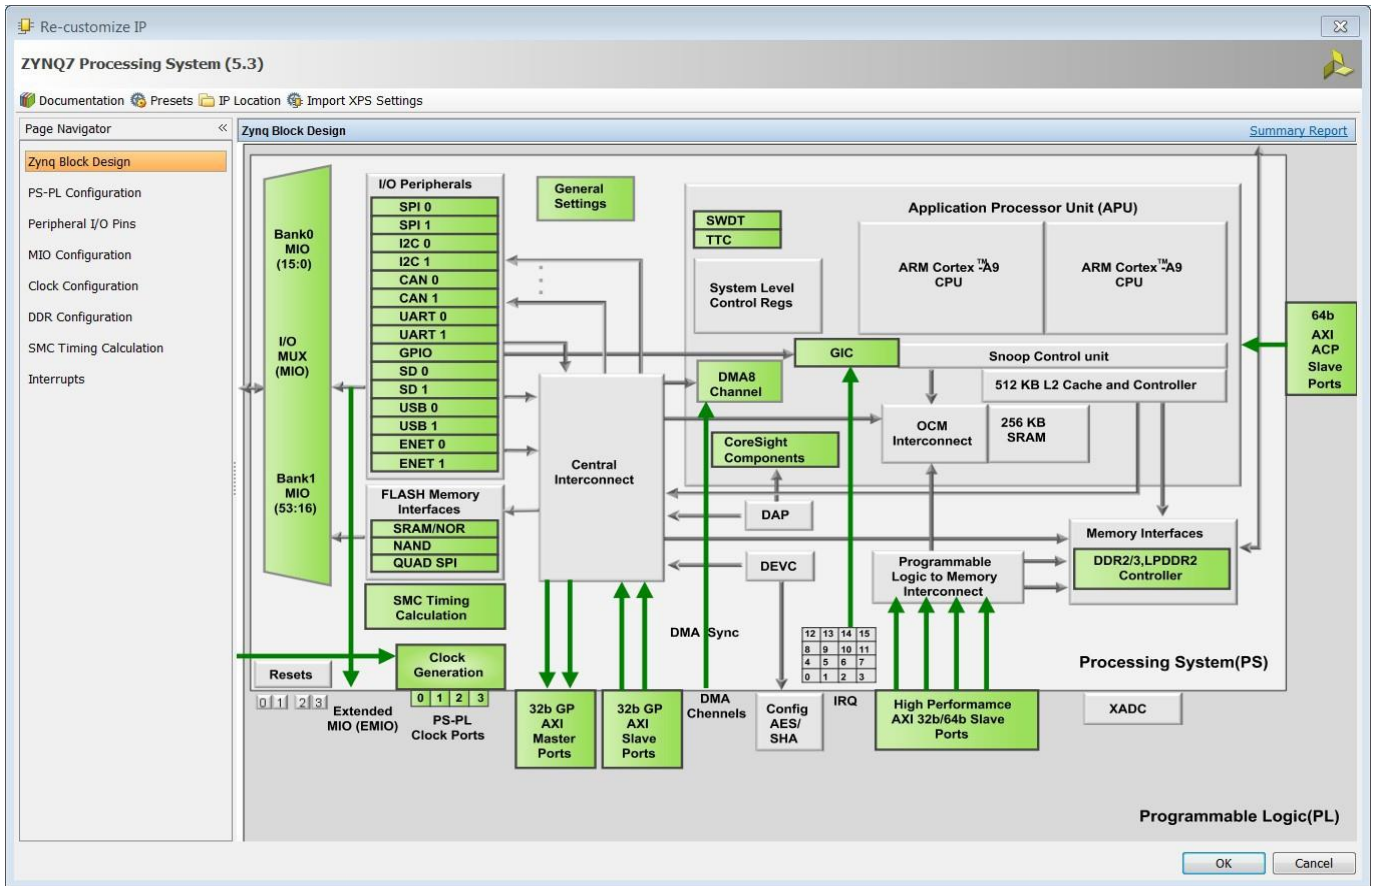 Re-customize IP
ZYNQ7 Processing System (5.3)
Documentation Presets IP Location Import XPS Settings
Page Navigator «
Zynq Block Design
PS-PL Configuration
Peripheral I/O Pins
MIO Configuration
Clock Configuration
DDR Configuration
SMC Timing Calculation
Interrupts
Zynq Block Design
Summary Report
Bank0
MIO
(15:0)
I/O
MUX
(MIO)
Bank1
MIO
(53:16)
I/O Peripherals
SPI 0
SPI 1
I2C 0
I2C 1
CAN 0
CAN 1
UART 0
UART 1
GPIO
SD 0
SD 1
USB 0
USB 1
ENET 0
ENET 1
FLASH Memory
Interfaces
SRAM/NOR
NAND
QUAD SPI
SMC Timing
Calculation
General
Settings
Application Processor Unit (APU)
SWDT
TTC
System Level
Control Regs
ARM Cortex™-A9
CPU
ARM Cortex™-A9
CPU
GIC
Snoop Control unit
DMA8
Channel
512 KB L2 Cache and Controller
OCM
Interconnect
256 KB
SRAM
CoreSight
Components
Central
Interconnect
DAP
DEVC
Programmable
Logic to Memory
Interconnect
Memory Interfaces
DDR2/3,LPDDR2
Controller
64b
AXI
ACP
Slave
Ports
DMA Sync
12 13 14 15
8 9 10 11
4 5 6 7
0 1 2 3
Processing System(PS)
Resets
0 1 2 3
Clock
Generation
0 1 2 3
Extended
MIO (EMIO)
PS-PL
Clock Ports
32b GP
AXI
Master
Ports
32b GP
AXI
Slave
Ports
DMA
Channels
Config
AES/
SHA
IRQ
High Performamce
AXI 32b/64b Slave
Ports
XADC
Programmable Logic(PL)
OK
Cancel